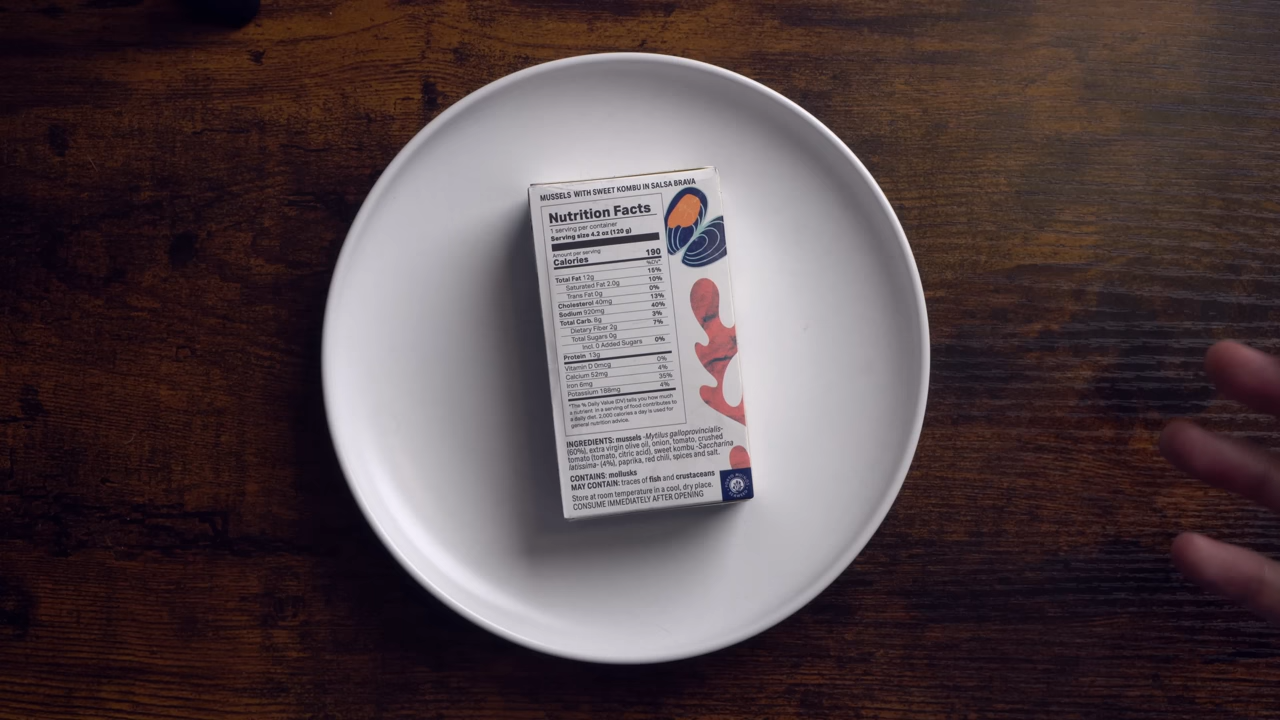 MUSSELS WITH SWEET KOMBU IN SALSA BRAVA
Nutrition Facts
1 serving per container
Serving size 4.2 oz (120 g)
Amount per serving
Calories 190
%DV*
Total Fat 12g 15%
Saturated Fat 2.0g 10%
Trans Fat 0g 0%
Cholesterol 40mg 13%
Sodium 920mg 40%
Total Carb. 8g 3%
Dietary Fiber 2g 7%
Total Sugars 0g
Incl. 0 Added Sugars 0%
Protein 13g
Vitamin D 0mcg 0%
Calcium 52mg 4%
Iron 6mg 35%
Potassium 188mg 4%
*The % Daily Value (DV) tells you how much
a nutrient in a serving of food contributes to
a daily diet. 2,000 calories a day is used for
general nutrition advice.
INGREDIENTS: mussels -Mytilus galloprovincialis-
(60%), extra virgin olive oil, onion, tomato, crushed
tomato (tomato, citric acid), sweet kombu -Saccharina
latissima- (4%), paprika, red chili, spices and salt.
CONTAINS: mollusks
MAY CONTAIN: traces of fish and crustaceans
Store at room temperature in a cool, dry place.
CONSUME IMMEDIATELY AFTER OPENING